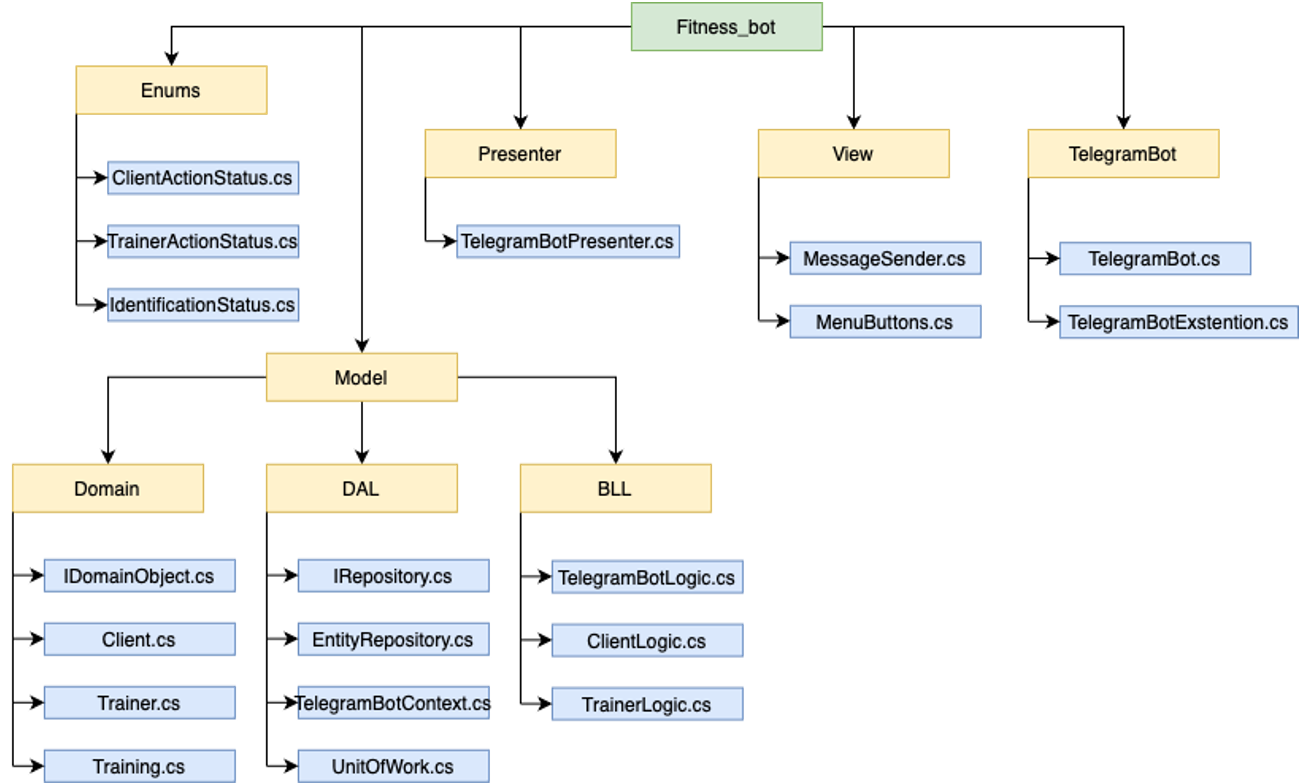 Fitness_bot
Enums
ClientActionStatus.cs
TrainerActionStatus.cs
IdentificationStatus.cs
Presenter
TelegramBotPresenter.cs
View
MessageSender.cs
MenuButtons.cs
TelegramBot
TelegramBot.cs
TelegramBotExstention.cs
Model
Domain
IDomainObject.cs
Client.cs
Trainer.cs
Training.cs
DAL
IRepository.cs
EntityRepository.cs
TelegramBotContext.cs
UnitOfWork.cs
BLL
TelegramBotLogic.cs
ClientLogic.cs
TrainerLogic.cs